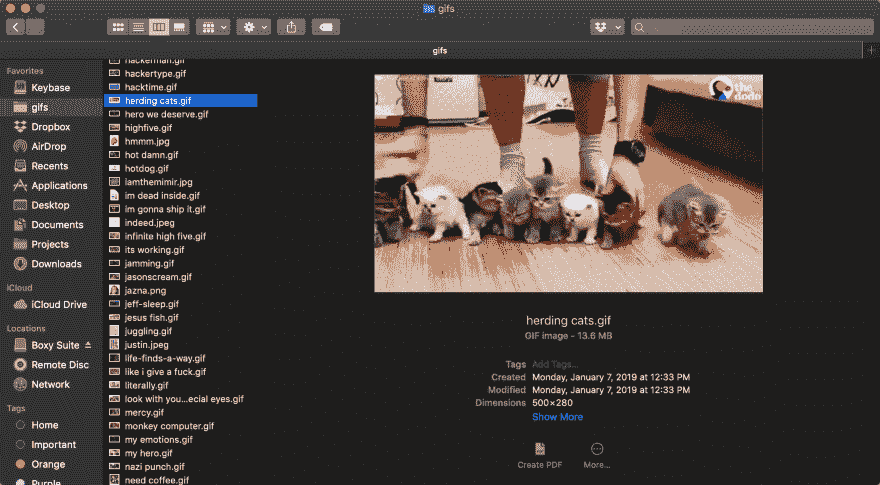 gifs
gifs
Favorites
Keybase
gifs
Dropbox
AirDrop
Recents
Applications
Desktop
Documents
Projects
Downloads
iCloud
iCloud Drive
Locations
Boxy Suite
Remote Disc
Network
Tags
Home
Important
Orange
Purple
hackerman.gif
hackertype.gif
hacktime.gif
herding cats.gif
hero we deserve.gif
highfive.gif
hmmm.jpg
hot damn.gif
hotdog.gif
iamthemimir.jpg
im dead inside.gif
im gonna ship it.gif
indeed.jpeg
infinite high five.gif
its working.gif
jamming.gif
jasonscream.gif
jazna.png
jeff-sleep.gif
jesus fish.gif
juggling.gif
justin.jpeg
life-finds-a-way.gif
like i give a fuck.gif
literally.gif
look with you...ecial eyes.gif
mercy.gif
monkey computer.gif
my emotions.gif
my hero.gif
nazi punch.gif
need coffee.gif
the
dodo
herding cats.gif
GIF image - 13.6 MB
Tags Add Tags...
Created Monday, January 7, 2019 at 12:33 PM
Modified Monday, January 7, 2019 at 12:33 PM
Dimensions 500×280
Show More
Create PDF
More...